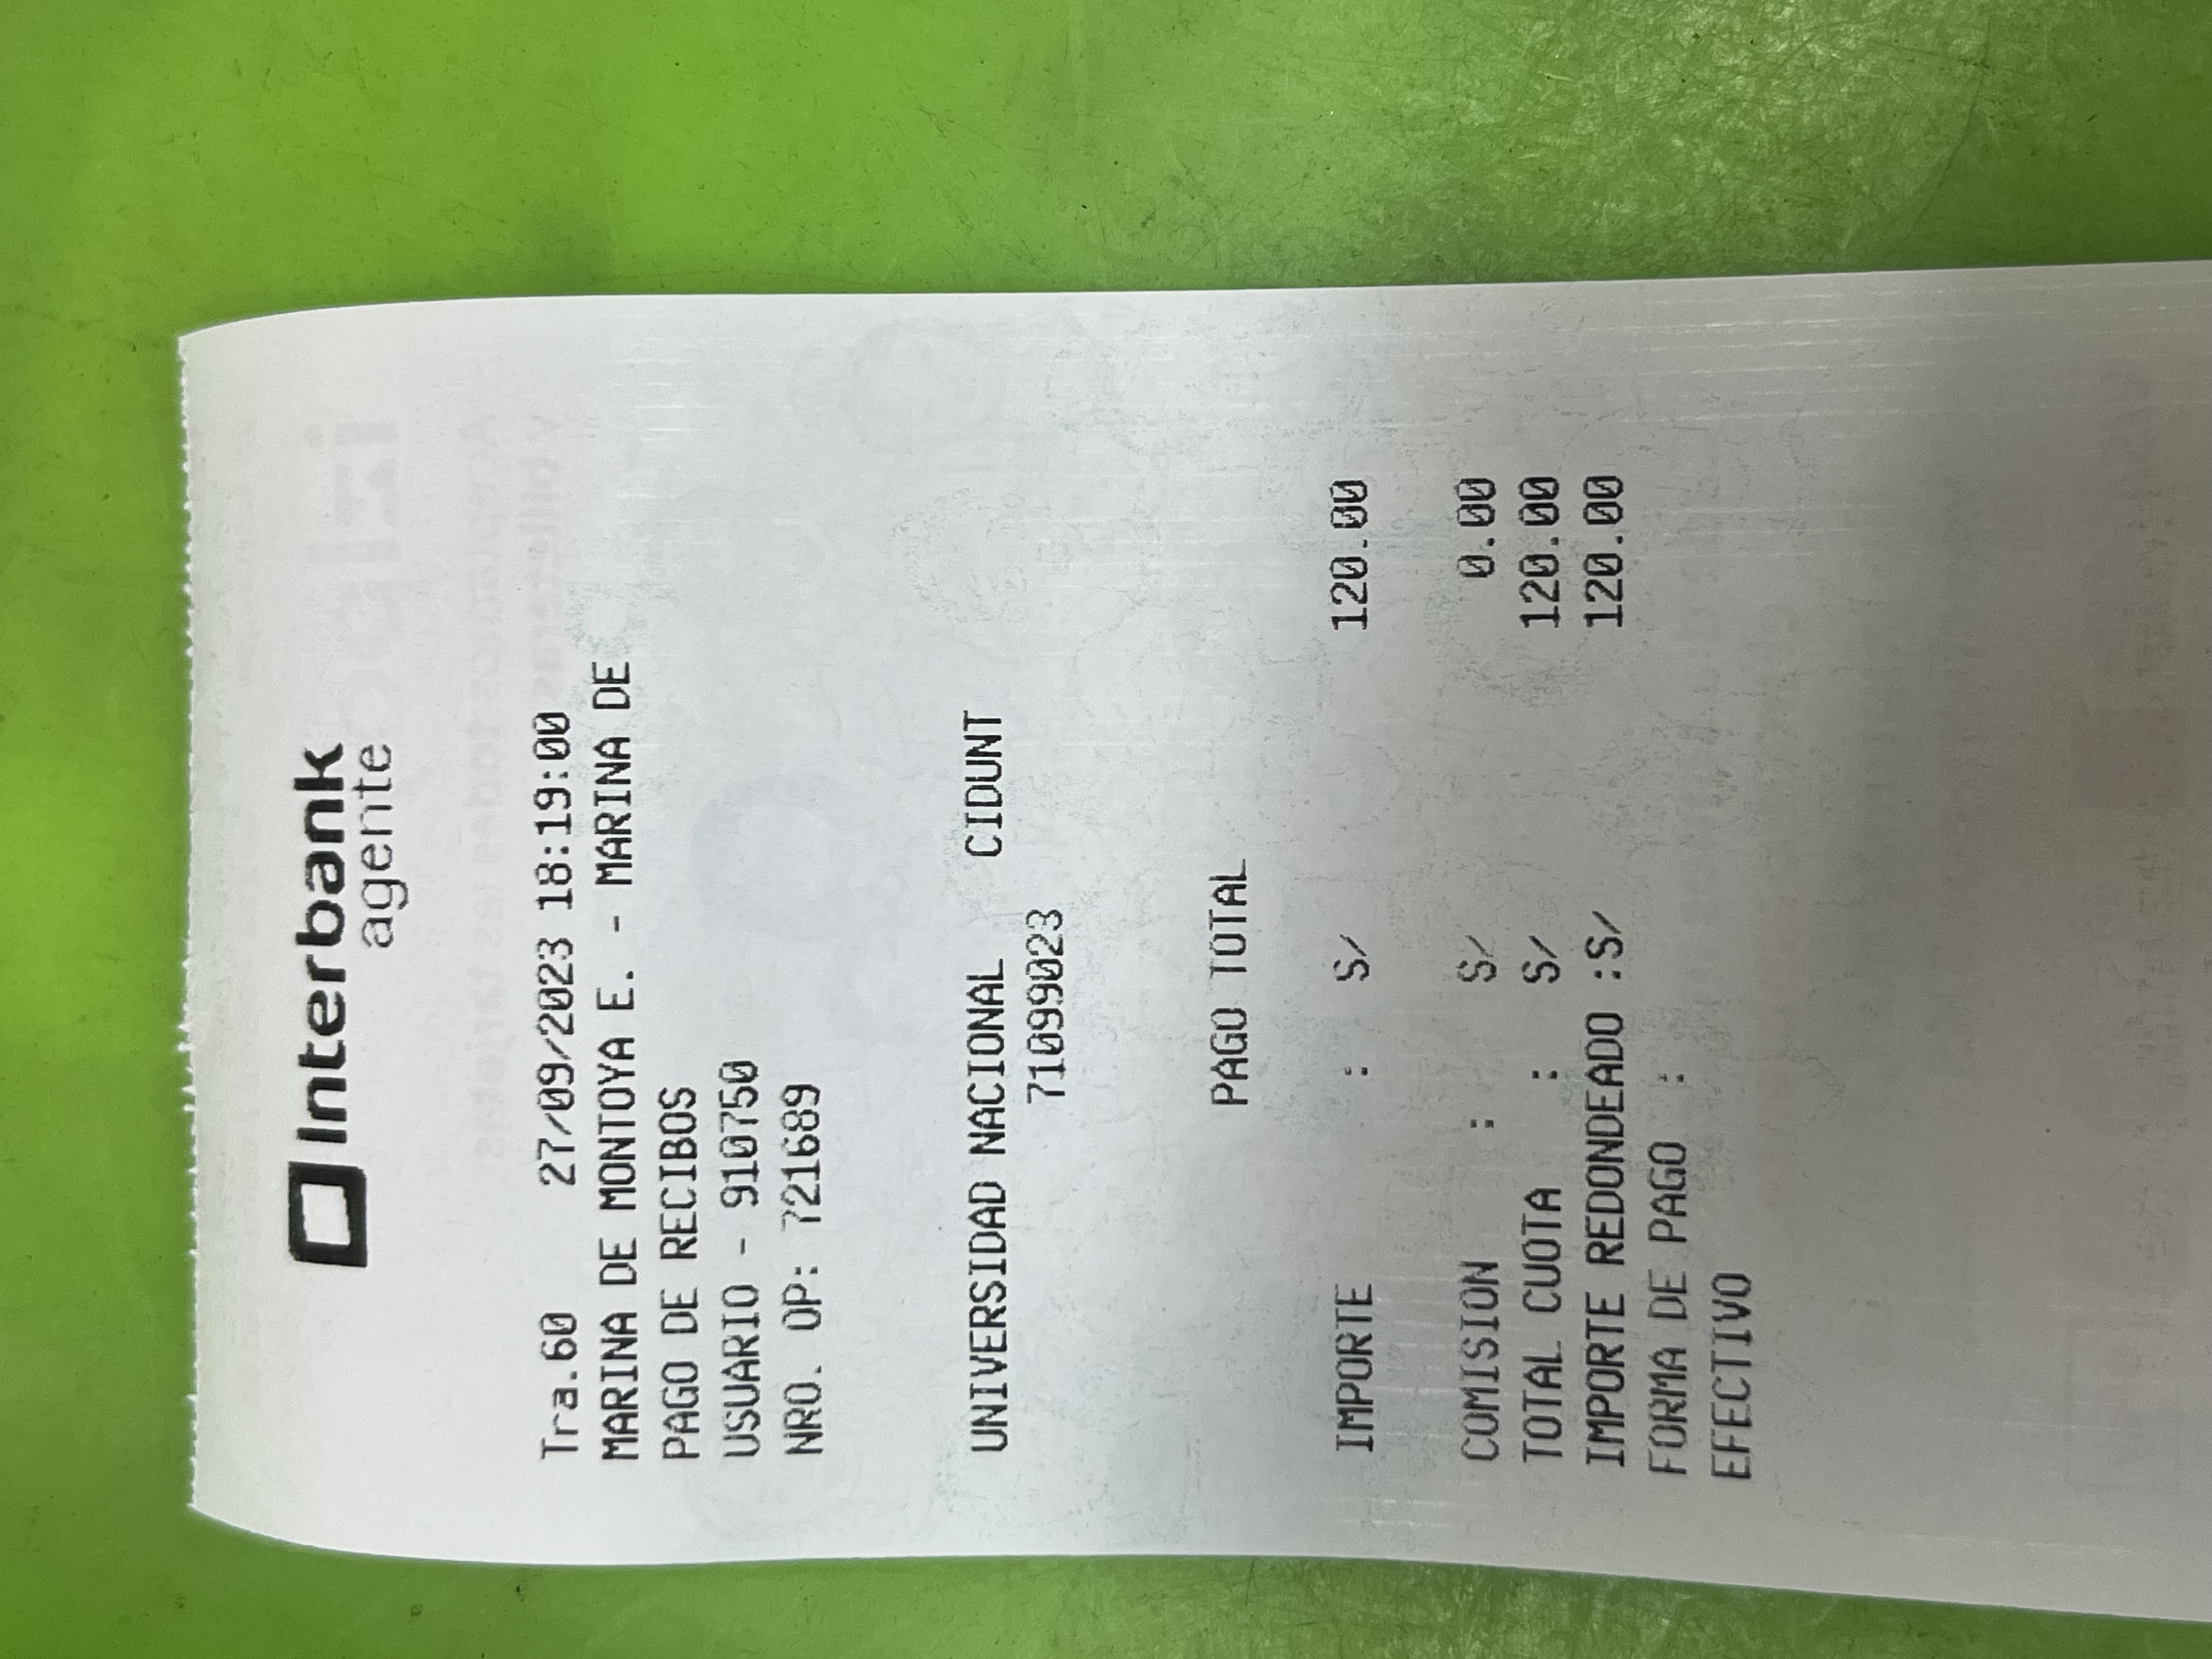 Interbank
agente
Tra.60 27/09/2023 18:19:00
MARINA DE MONTOYA E. - MARINA DE
PAGO DE RECIBOS
USUARIO - 910750
NRO. OP: 721689
UNIVERSIDAD NACIONAL CIDUNT
71099023
PAGO TOTAL
IMPORTE : S/ 120.00
COMISION : S/ 0.00
TOTAL CUOTA : S/ 120.00
IMPORTE REDONDEADO :S/ 120.00
FORMA DE PAGO :
EFECTIVO